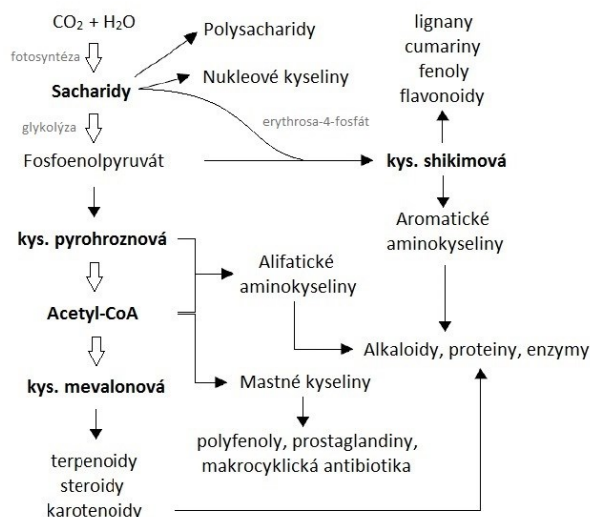 CO₂ + H₂O
fotosyntéza
Sacharidy
glykolýza
Fosfoenolpyruvát
kys. pyrohroznová
Acetyl-CoA
kys. mevalonová
terpenoidy
steroidy
karotenoidy
Polysacharidy
Nukleové kyseliny
erythrosa-4-fosfát
Alifatické
aminokyseliny
Mastné kyseliny
polyfenoly, prostaglandiny,
makrocyklická antibiotika
lignany
cumariny
fenoly
flavonoidy
kys. shikimová
Aromatické
aminokyseliny
Alkaloidy, proteiny, enzymy